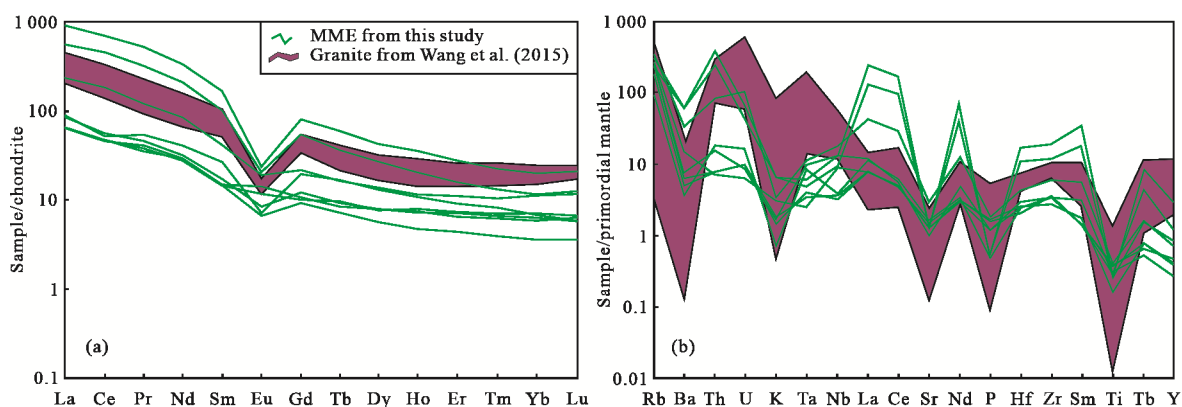 1 000
100
10
1
0.1
Sample/chondrite
(a)
MME from this study
Granite from Wang et al. (2015)
La Ce Pr Nd Sm Eu Gd Tb Dy Ho Er Tm Yb Lu
1 000
100
10
1
0.1
0.01
Sample/primordial mantle
(b)
Rb Ba Th U K Ta Nb La Ce Sr Nd P Hf Zr Sm Ti Tb Y